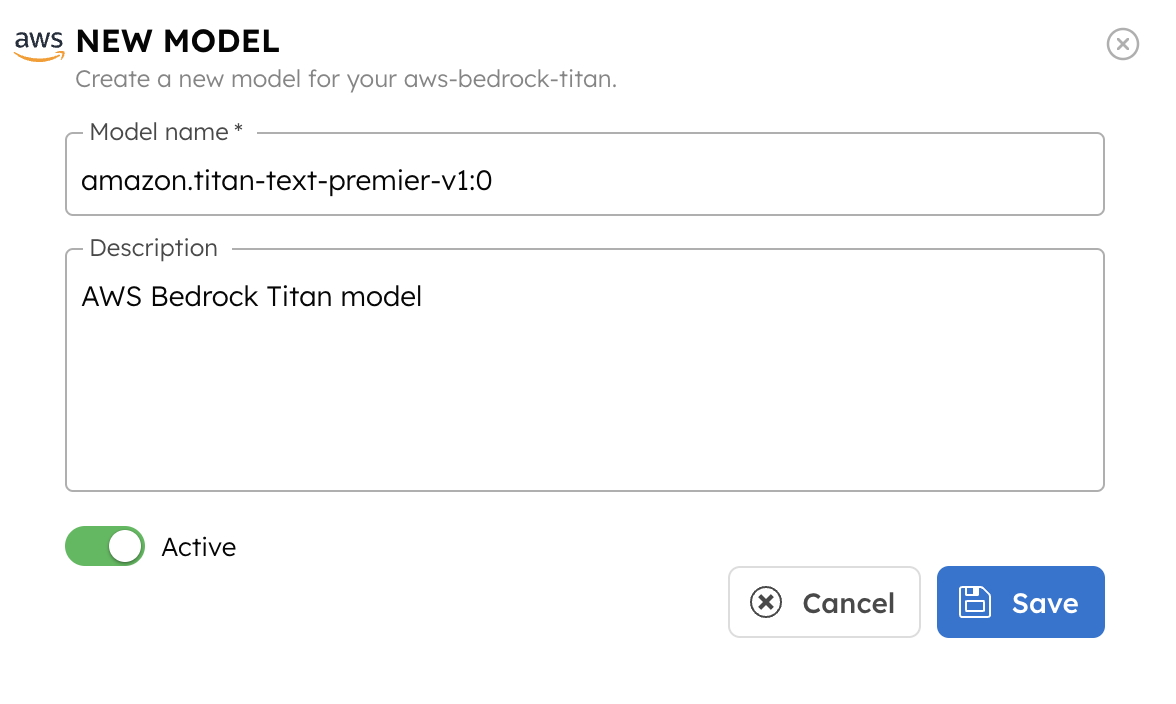 aws NEW MODEL
Create a new model for your aws-bedrock-titan.
Model name *
amazon.titan-text-premier-v1:0
Description
AWS Bedrock Titan model
Active
Cancel
Save